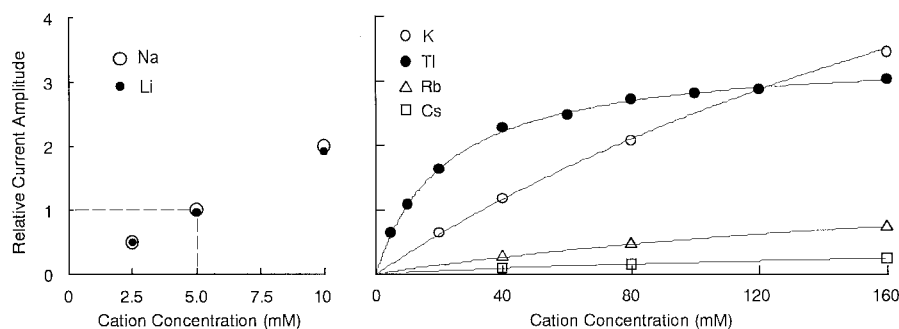 Relative Current Amplitude
4
3
2
1
0
Na
Li
0
2.5
5.0
7.5
10
Cation Concentration (mM)
K
Tl
Rb
Cs
0
40
80
120
160
Cation Concentration (mM)